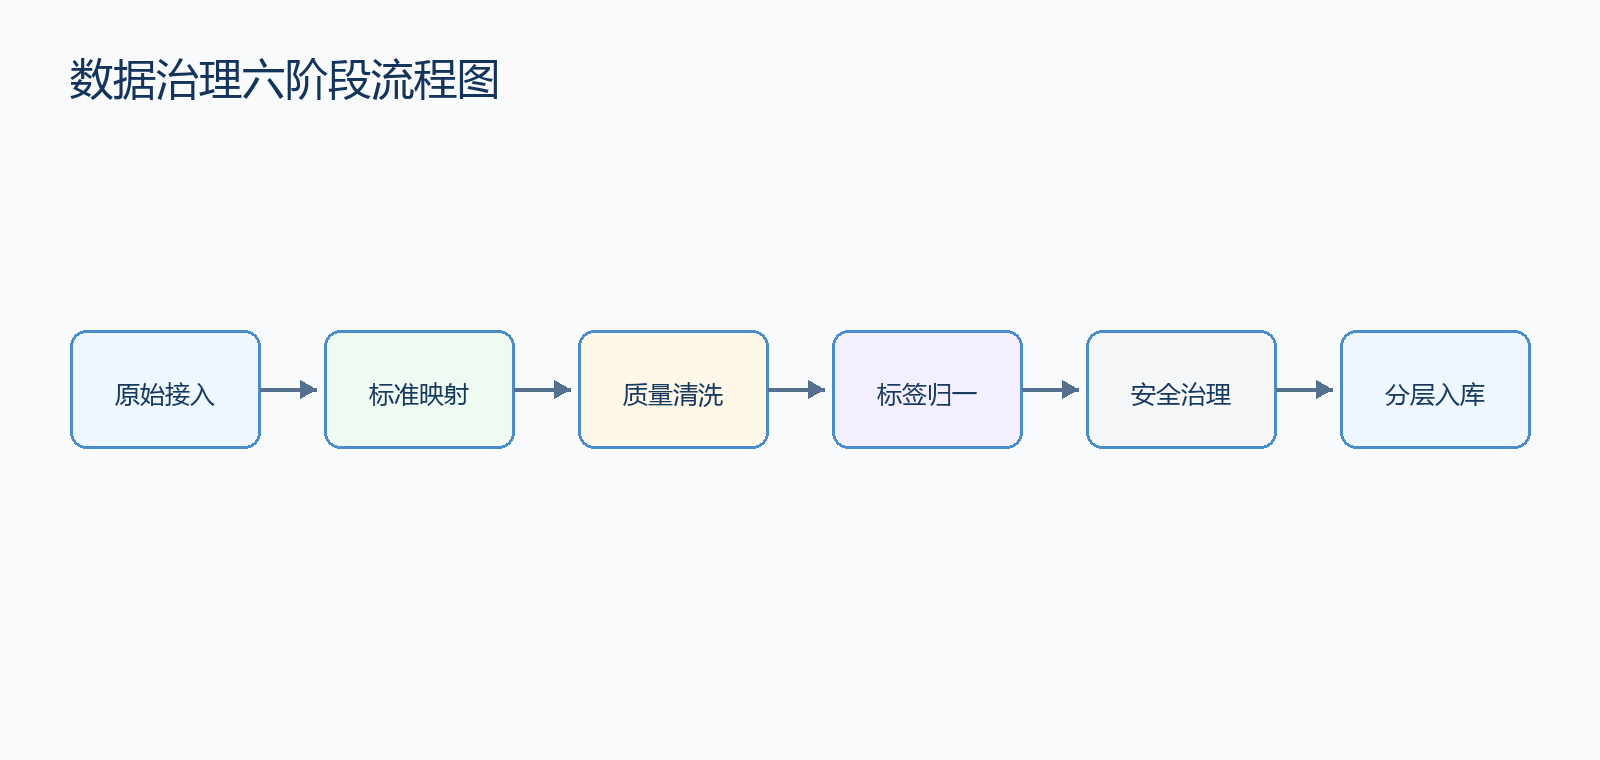 数据治理六阶段流程图
原始接入
标准映射
质量清洗
标签归一
安全治理
分层入库